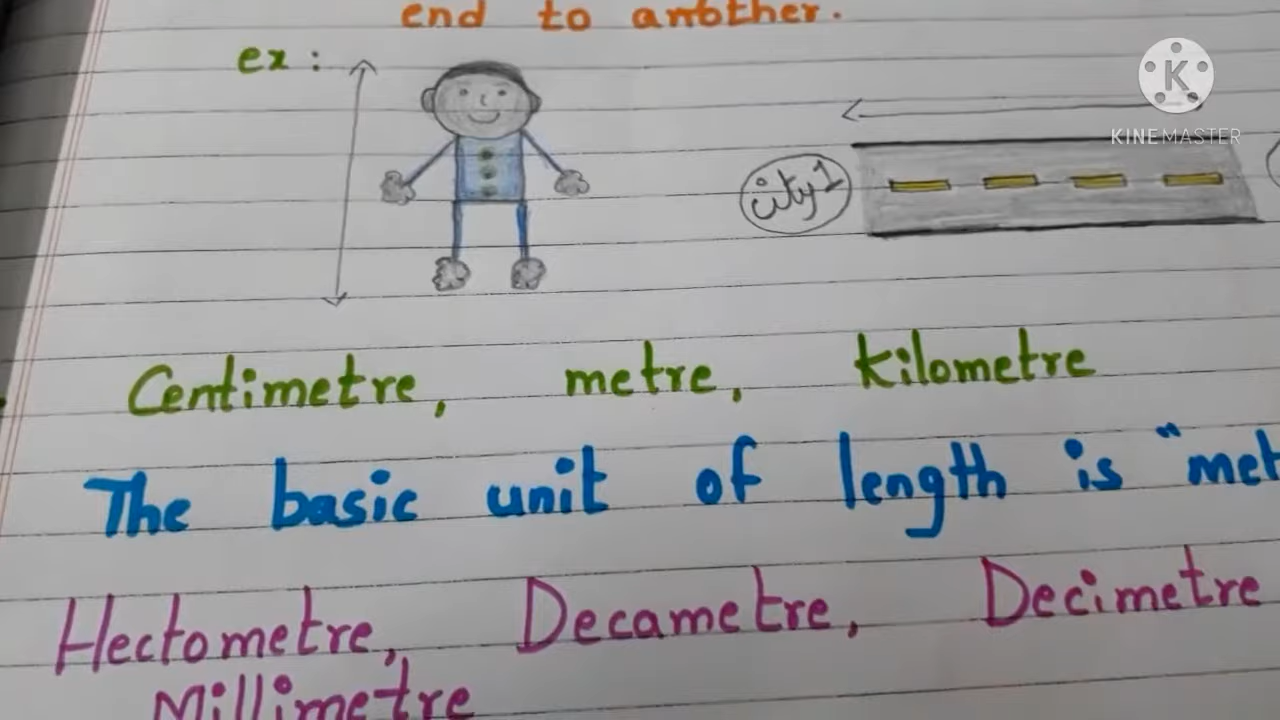 end to another.
ex:
city 1
K
KINEMASTER
Centimetre, metre, kilometre
The basic unit of length is "met
Hectometre, Decametre, Decimetre
Millimetre